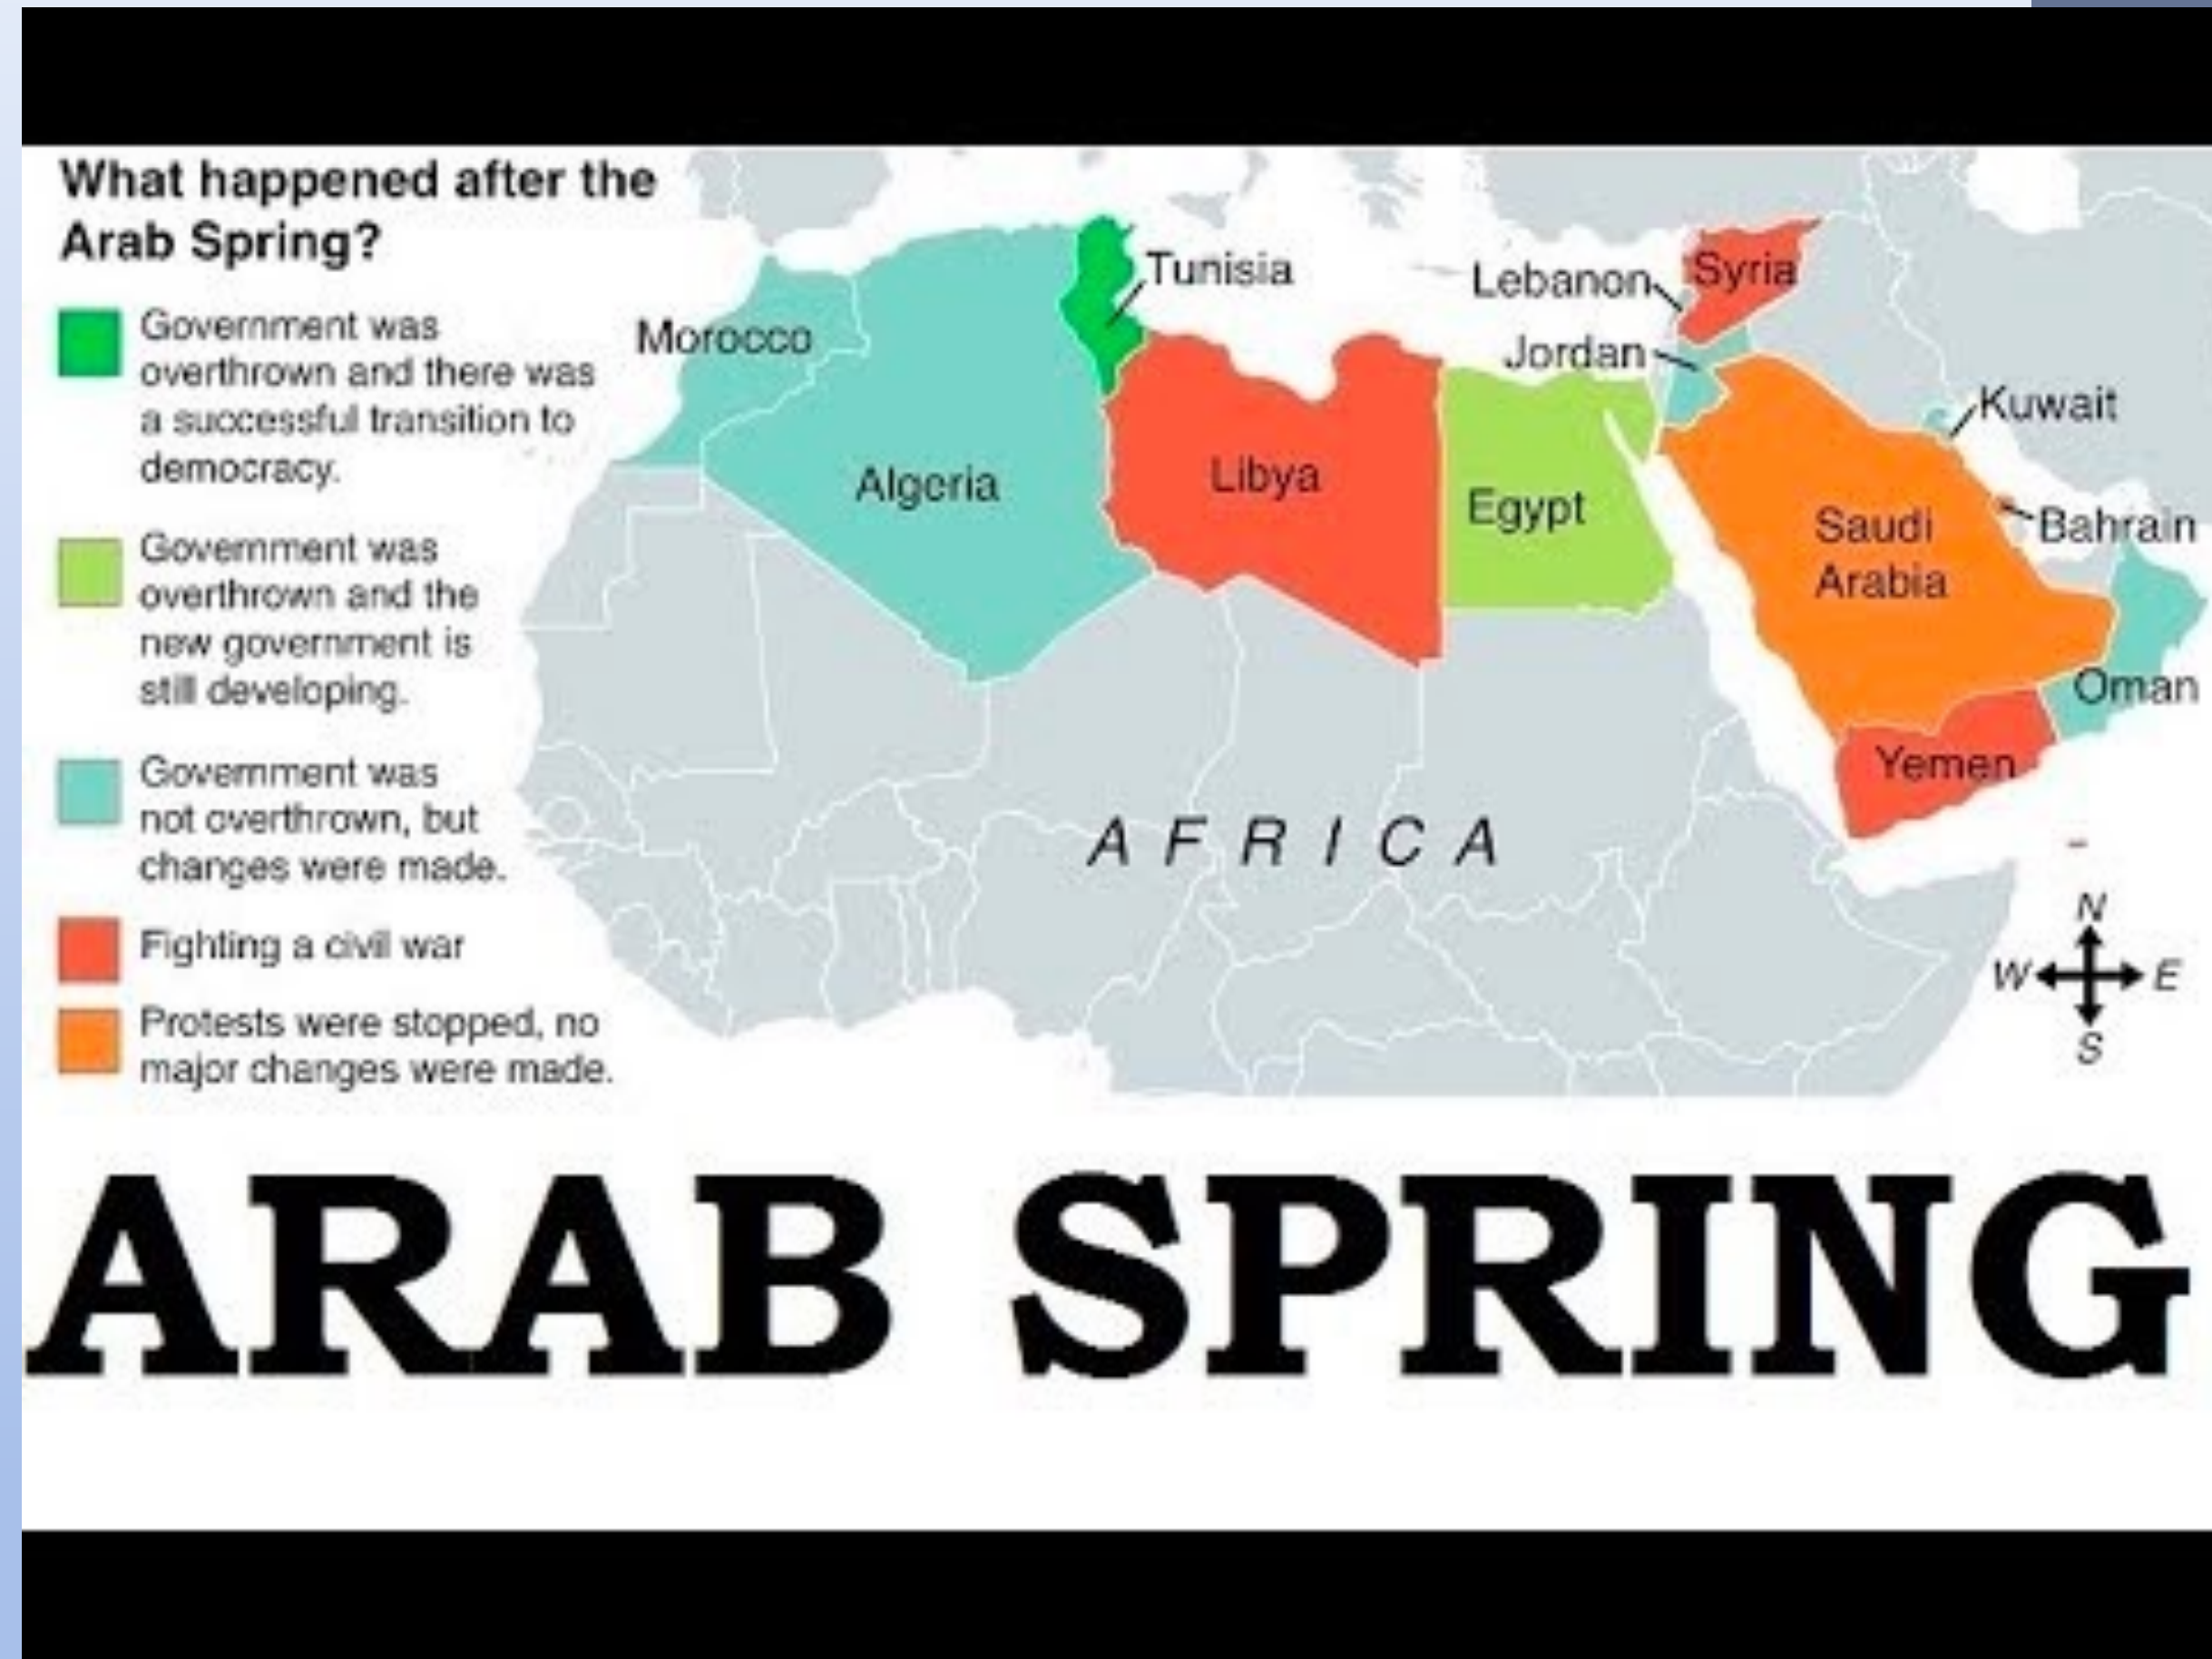 What happened after the
Arab Spring?
Government was
overthrown and there was
a successful transition to
democracy.
Government was
overthrown and the
new government is
still developing.
Government was
not overthrown, but
changes were made.
Fighting a civil war
Protests were stopped, no
major changes were made.
Tunisia
Lebanon
Syria
Morocco
Jordan
Kuwait
Algeria
Libya
Egypt
Saudi
Arabia
Bahrain
Oman
Yemen
AFRICA
N
W E
S
ARAB SPRING